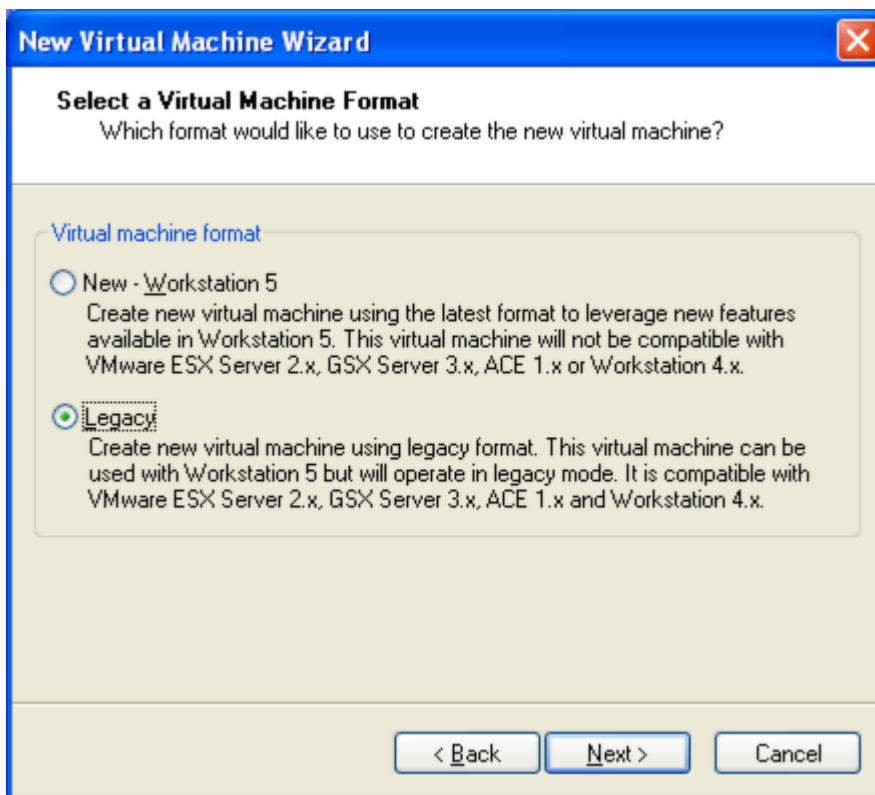 New Virtual Machine Wizard
Select a Virtual Machine Format
Which format would like to use to create the new virtual machine?
Virtual machine format
New - Workstation 5
Create new virtual machine using the latest format to leverage new features
available in Workstation 5. This virtual machine will not be compatible with
VMware ESX Server 2.x, GSX Server 3.x, ACE 1.x or Workstation 4.x.
Legacy
Create new virtual machine using legacy format. This virtual machine can be
used with Workstation 5 but will operate in legacy mode. It is compatible with
VMware ESX Server 2.x, GSX Server 3.x, ACE 1.x and Workstation 4.x.
< Back Next > Cancel